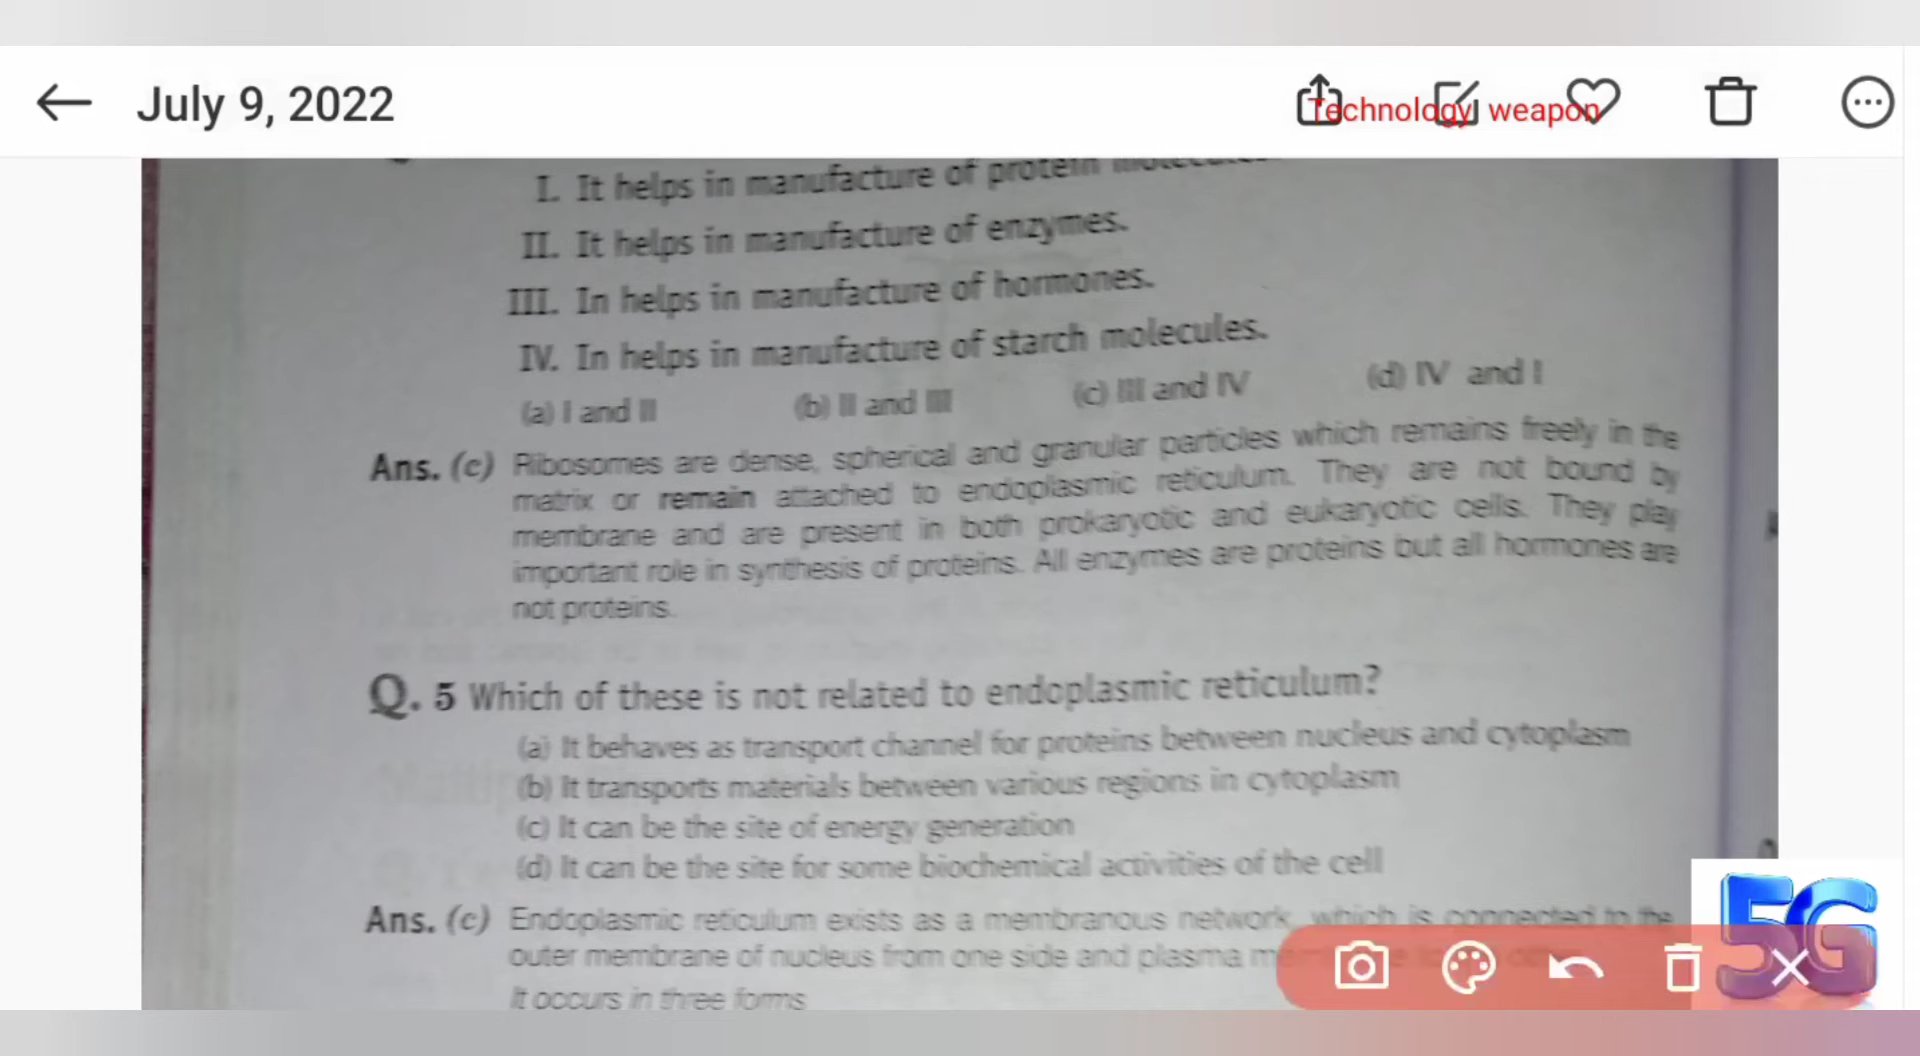 July 9, 2022
Technology weapon
I. It helps in manufacture of protein
II. It helps in manufacture of enzymes.
III. In helps in manufacture of hormones.
IV. In helps in manufacture of starch molecules.
(a) I and II (b) II and III (c) III and IV (d) IV and I
Ans. (c) Ribosomes are dense, spherical and granular particles which remains freely in the
matrix or remain attached to endoplasmic reticulum. They are not bound by
membrane and are present in both prokaryotic and eukaryotic cells. They play
important role in synthesis of proteins. All enzymes are proteins but all hormones are
not proteins.
Q. 5 Which of these is not related to endoplasmic reticulum?
(a) It behaves as transport channel for proteins between nucleus and cytoplasm
(b) It transports materials between various regions in cytoplasm
(c) It can be the site of energy generation
(d) It can be the site for some biochemical activities of the cell
Ans. (c) Endoplasmic reticulum exists as a membranous network, which is connected to the
outer membrane of nucleus from one side and plasma
It occurs in three forms
5G